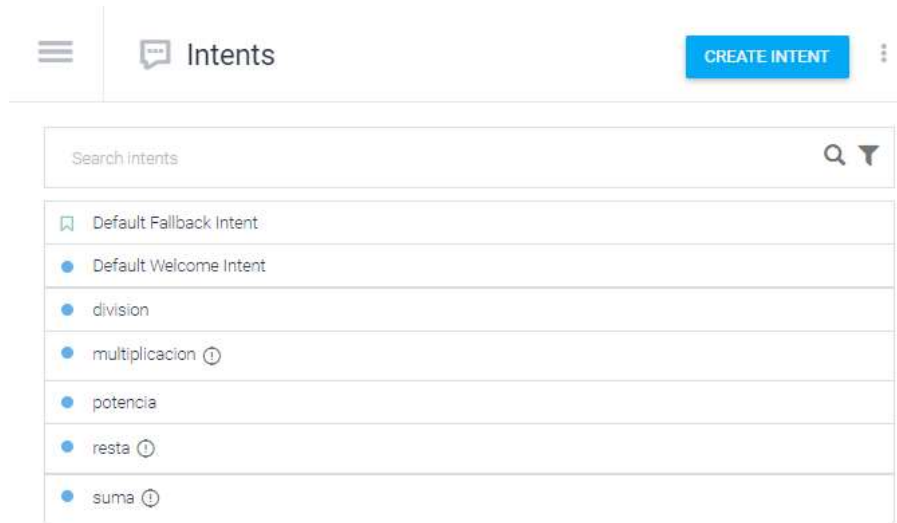 Intents
CREATE INTENT
Search intents
Default Fallback Intent
Default Welcome Intent
division
multiplicacion
potencia
resta
suma